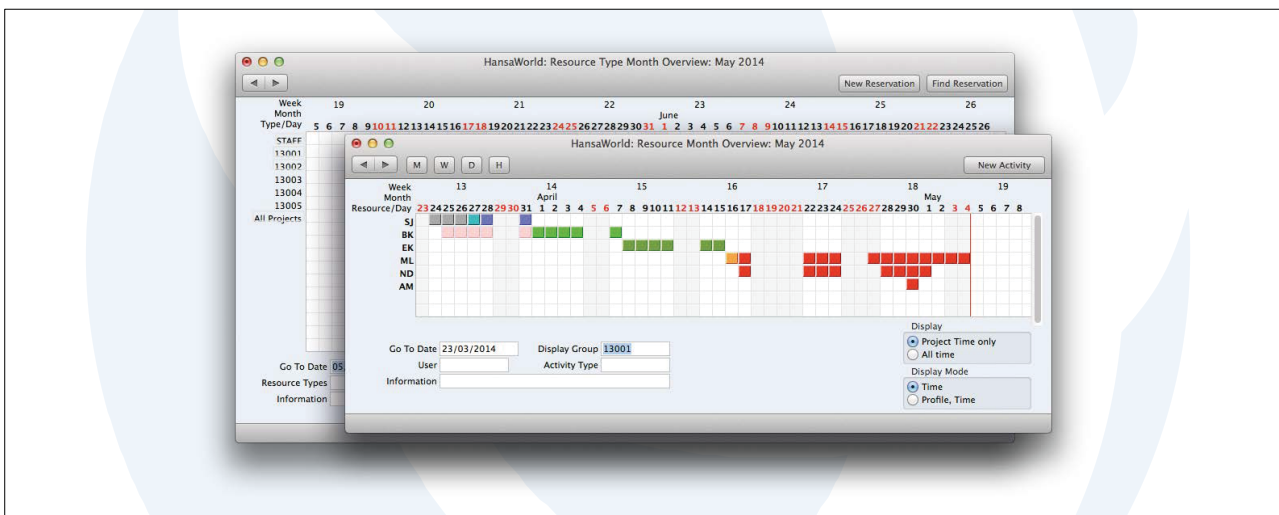 HansaWorld: Resource Type Month Overview: May 2014
New Reservation Find Reservation
Week 19 20 21 22 23 24 25 26
Month June
Type/Day 5 6 7 8 9 10 11 12 13 14 15 16 17 18 19 20 21 22 23 24 25 26 27 28 29 30 31 1 2 3 4 5 6 7 8 9 10 11 12 13 14 15 16 17 18 19 20 21 22 23 24 25 26
STAFF
13001
13002
13003
13004
13005
All Projects
Go To Date 05
Resource Types
Information
HansaWorld: Resource Month Overview: May 2014
M W D H New Activity
Week 13 14 15 16 17 18 19
Month April May
Resource/Day 23 24 25 26 27 28 29 30 31 1 2 3 4 5 6 7 8 9 10 11 12 13 14 15 16 17 18 19 20 21 22 23 24 25 26 27 28 29 30 1 2 3 4 5 6 7 8
SJ
BK
EK
ML
ND
AM
Display
Go To Date 23/03/2014 Display Group 13001 Project Time only
User Activity Type All time
Display Mode
Information Time
Profile, Time